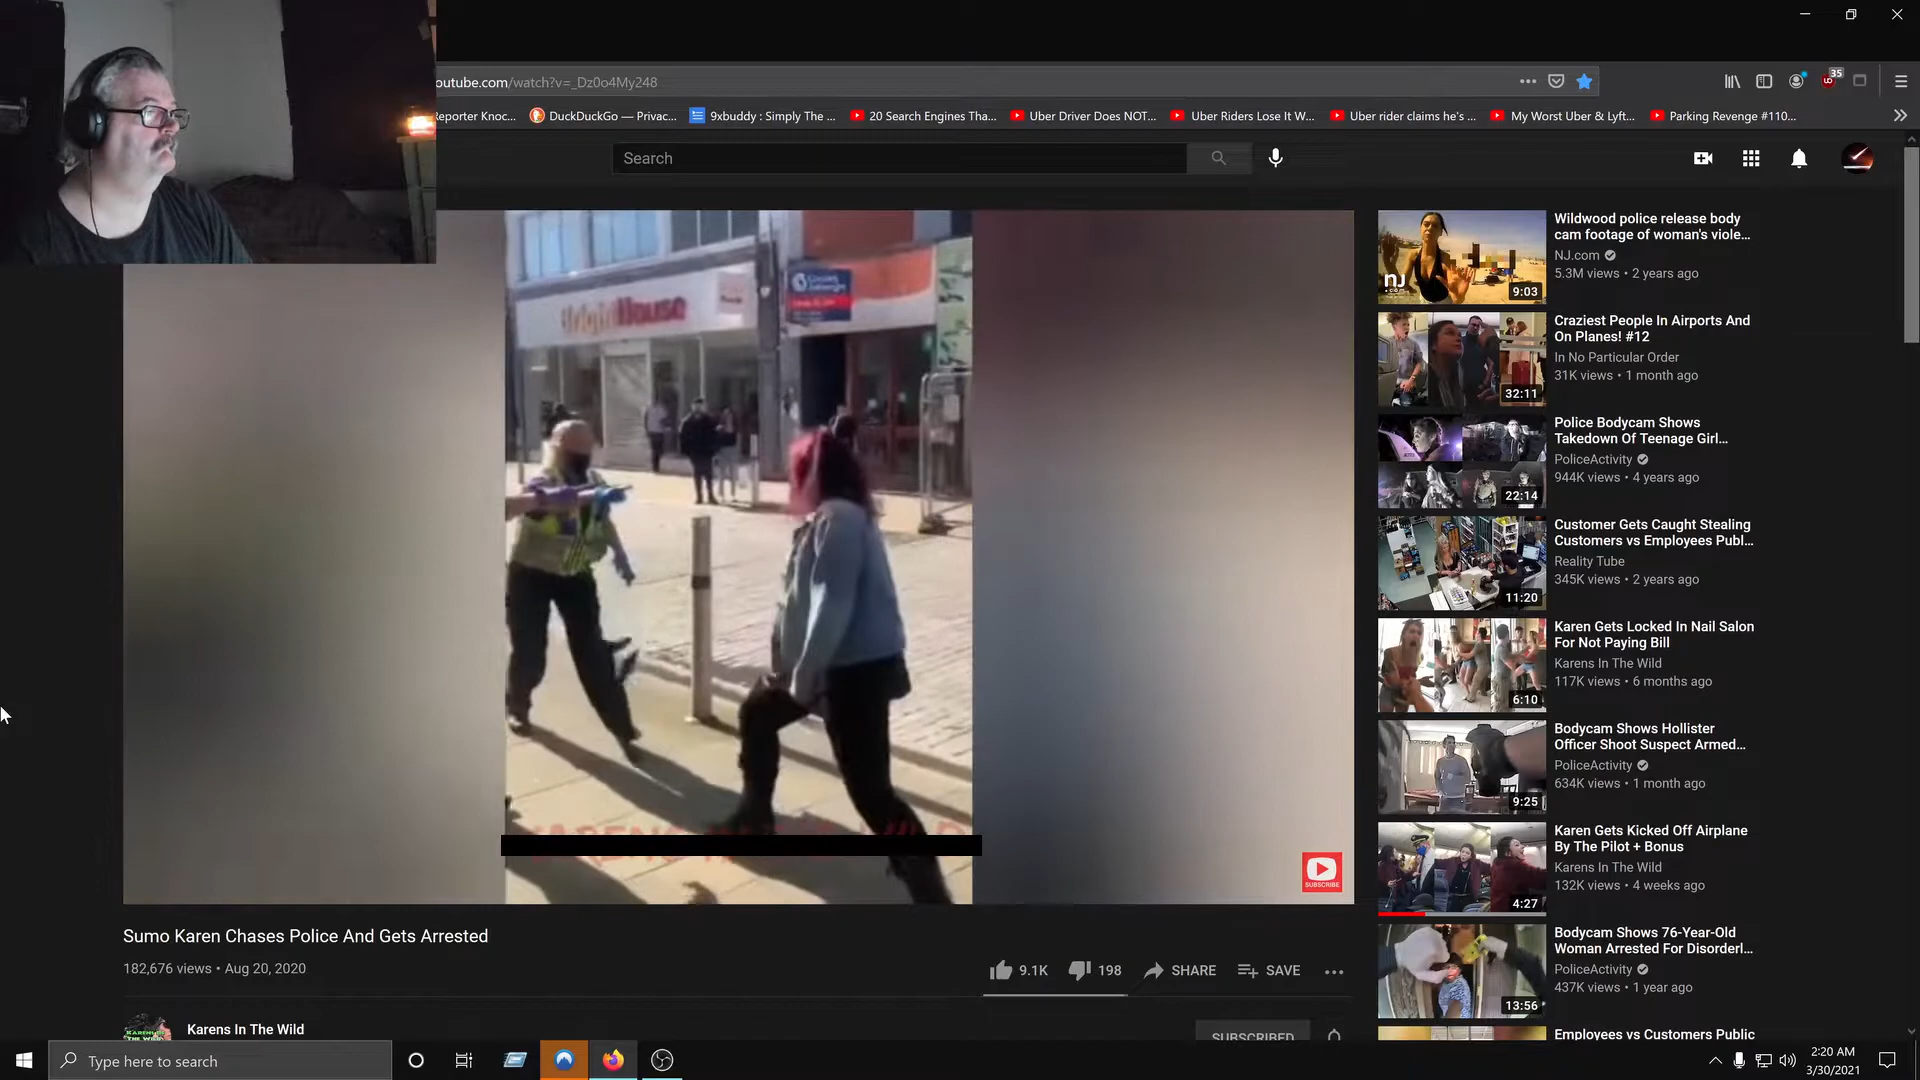 outube.com/watch?v=_Dz0o4My248
35
Reporter Knoc...
DuckDuckGo — Privac...
9xbuddy : Simply The ...
20 Search Engines Tha...
Uber Driver Does NOT...
Uber Riders Lose It W...
Uber rider claims he's ...
My Worst Uber & Lyft...
Parking Revenge #110...
Search
BrightHouse
SUBSCRIBE
Sumo Karen Chases Police And Gets Arrested
182,676 views • Aug 20, 2020
9.1K
198
SHARE
SAVE
Karens In The Wild
SUBSCRIBED
nj
.com
9:03
Wildwood police release body
cam footage of woman's viole...
NJ.com
5.3M views • 2 years ago
32:11
Craziest People In Airports And
On Planes! #12
In No Particular Order
31K views • 1 month ago
22:14
Police Bodycam Shows
Takedown Of Teenage Girl...
PoliceActivity
944K views • 4 years ago
11:20
Customer Gets Caught Stealing
Customers vs Employees Publ...
Reality Tube
345K views • 2 years ago
6:10
Karen Gets Locked In Nail Salon
For Not Paying Bill
Karens In The Wild
117K views • 6 months ago
9:25
Bodycam Shows Hollister
Officer Shoot Suspect Armed...
PoliceActivity
634K views • 1 month ago
4:27
Karen Gets Kicked Off Airplane
By The Pilot + Bonus
Karens In The Wild
132K views • 4 weeks ago
13:56
Bodycam Shows 76-Year-Old
Woman Arrested For Disorderl...
PoliceActivity
437K views • 1 year ago
Employees vs Customers Public
Type here to search
2:20 AM
3/30/2021